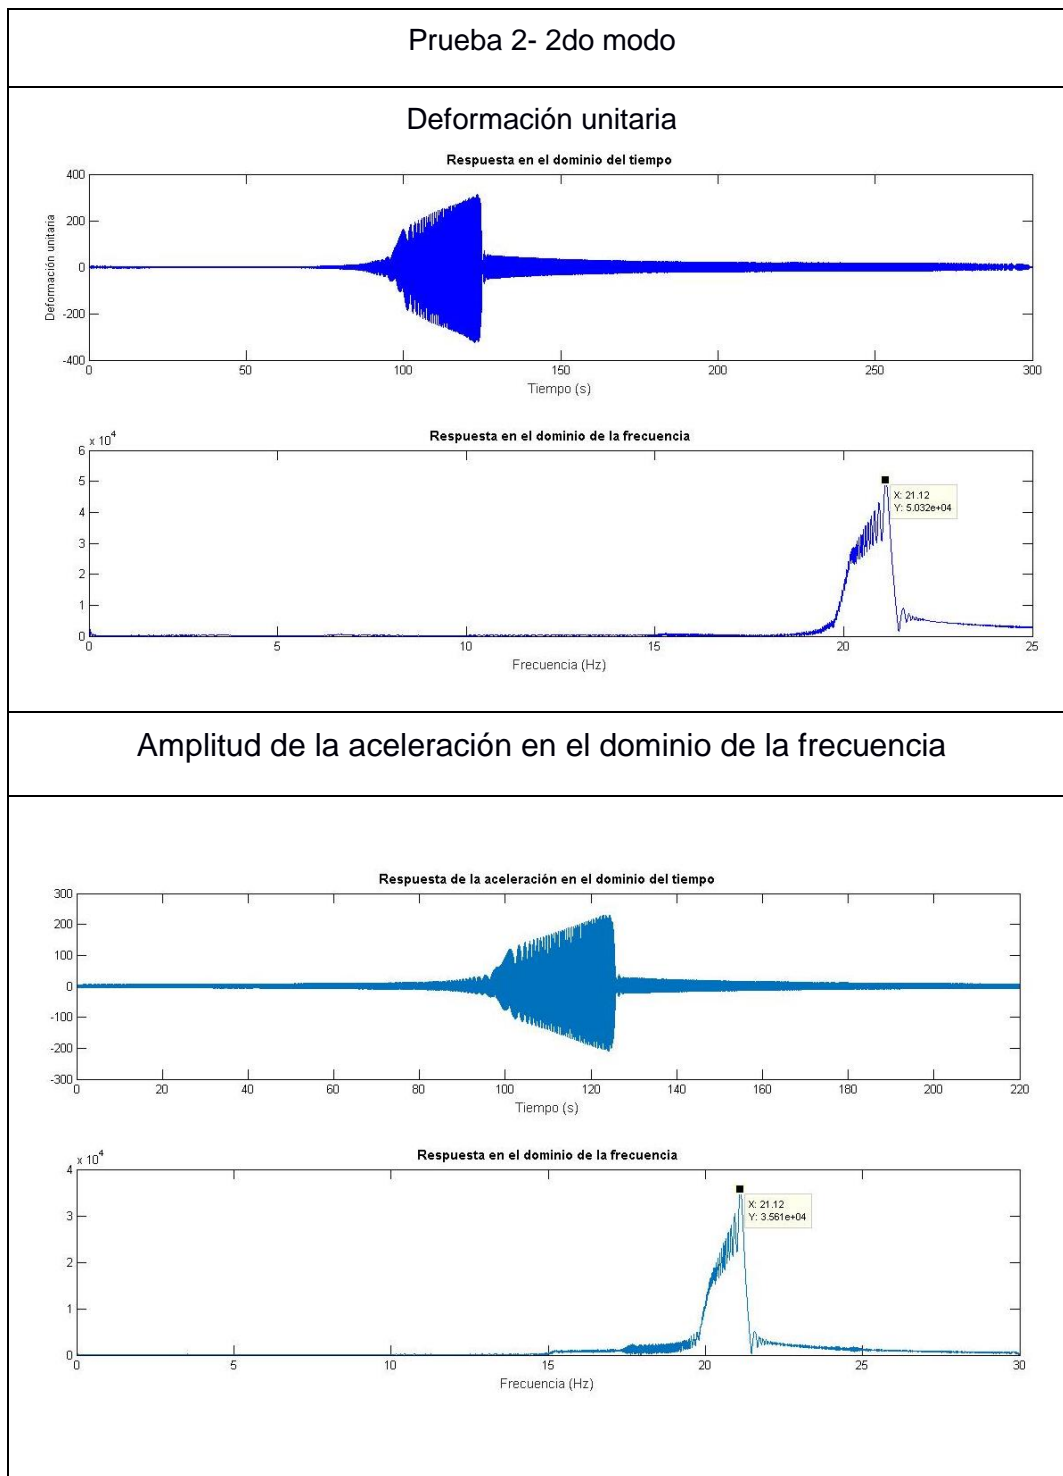 Prueba 2- 2do modo
Deformación unitaria
Respuesta en el dominio del tiempo
Deformación unitaria
400
200
0
-200
-400
0 50 100 150 200 250 300
Tiempo (s)
Respuesta en el dominio de la frecuencia
x 10^4
6
5
4
3
2
1
0
X: 21.12
Y: 5.032e+04
0 5 10 15 20 25
Frecuencia (Hz)
Amplitud de la aceleración en el dominio de la frecuencia
Respuesta de la aceleración en el dominio del tiempo
300
200
100
0
-100
-200
-300
0 20 40 60 80 100 120 140 160 180 200 220
Tiempo (s)
Respuesta en el dominio de la frecuencia
x 10^4
4
3
2
1
0
X: 21.12
Y: 3.561e+04
0 5 10 15 20 25 30
Frecuencia (Hz)